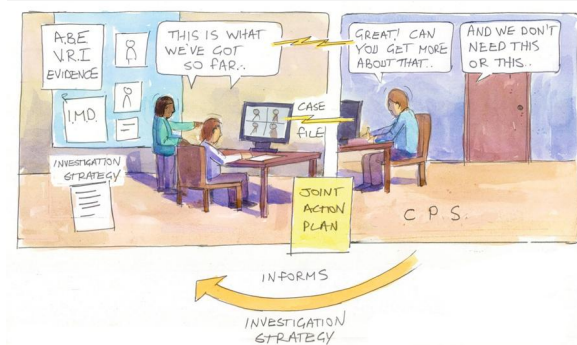 A.B.E
V.R.I
EVIDENCE
I.M.D.
INVESTIGATION
STRATEGY
THIS IS WHAT
WE'VE GOT
SO FAR..
CASE
FILE
JOINT
ACTION
PLAN
GREAT! CAN
YOU GET MORE
ABOUT THAT..
AND WE DON'T
NEED THIS
OR THIS..
C P S.
INFORMS
INVESTIGATION
STRATEGY